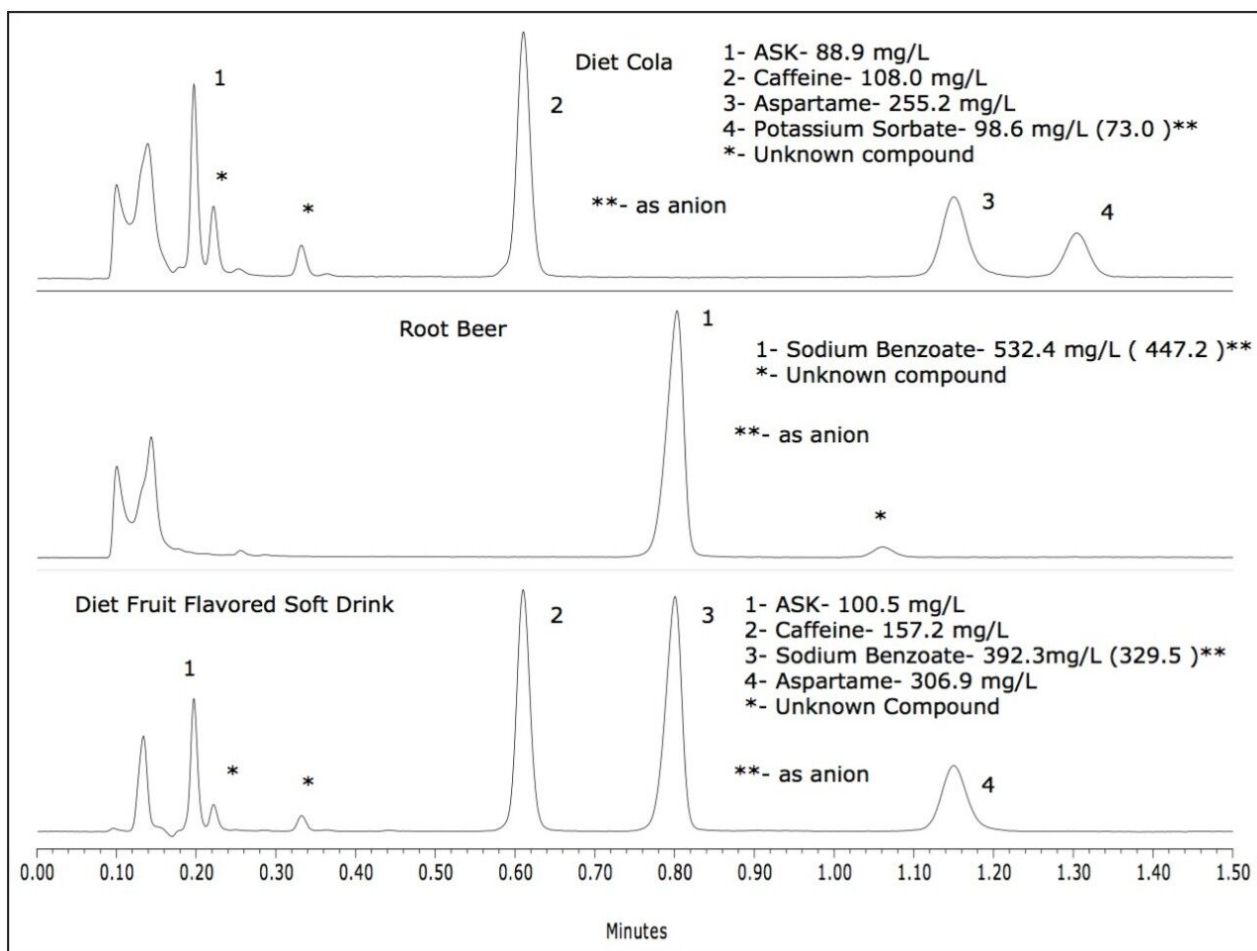 Diet Cola
1- ASK- 88.9 mg/L
2- Caffeine- 108.0 mg/L
3- Aspartame- 255.2 mg/L
4- Potassium Sorbate- 98.6 mg/L (73.0 )**
*- Unknown compound
**- as anion
1
*
*
2
3
4
Root Beer
1
1- Sodium Benzoate- 532.4 mg/L ( 447.2 )**
*- Unknown compound
**- as anion
*
Diet Fruit Flavored Soft Drink
1- ASK- 100.5 mg/L
2- Caffeine- 157.2 mg/L
3- Sodium Benzoate- 392.3mg/L (329.5 )**
4- Aspartame- 306.9 mg/L
*- Unknown Compound
**- as anion
1
*
*
2
3
4
0.00 0.10 0.20 0.30 0.40 0.50 0.60 0.70 0.80 0.90 1.00 1.10 1.20 1.30 1.40 1.50
Minutes